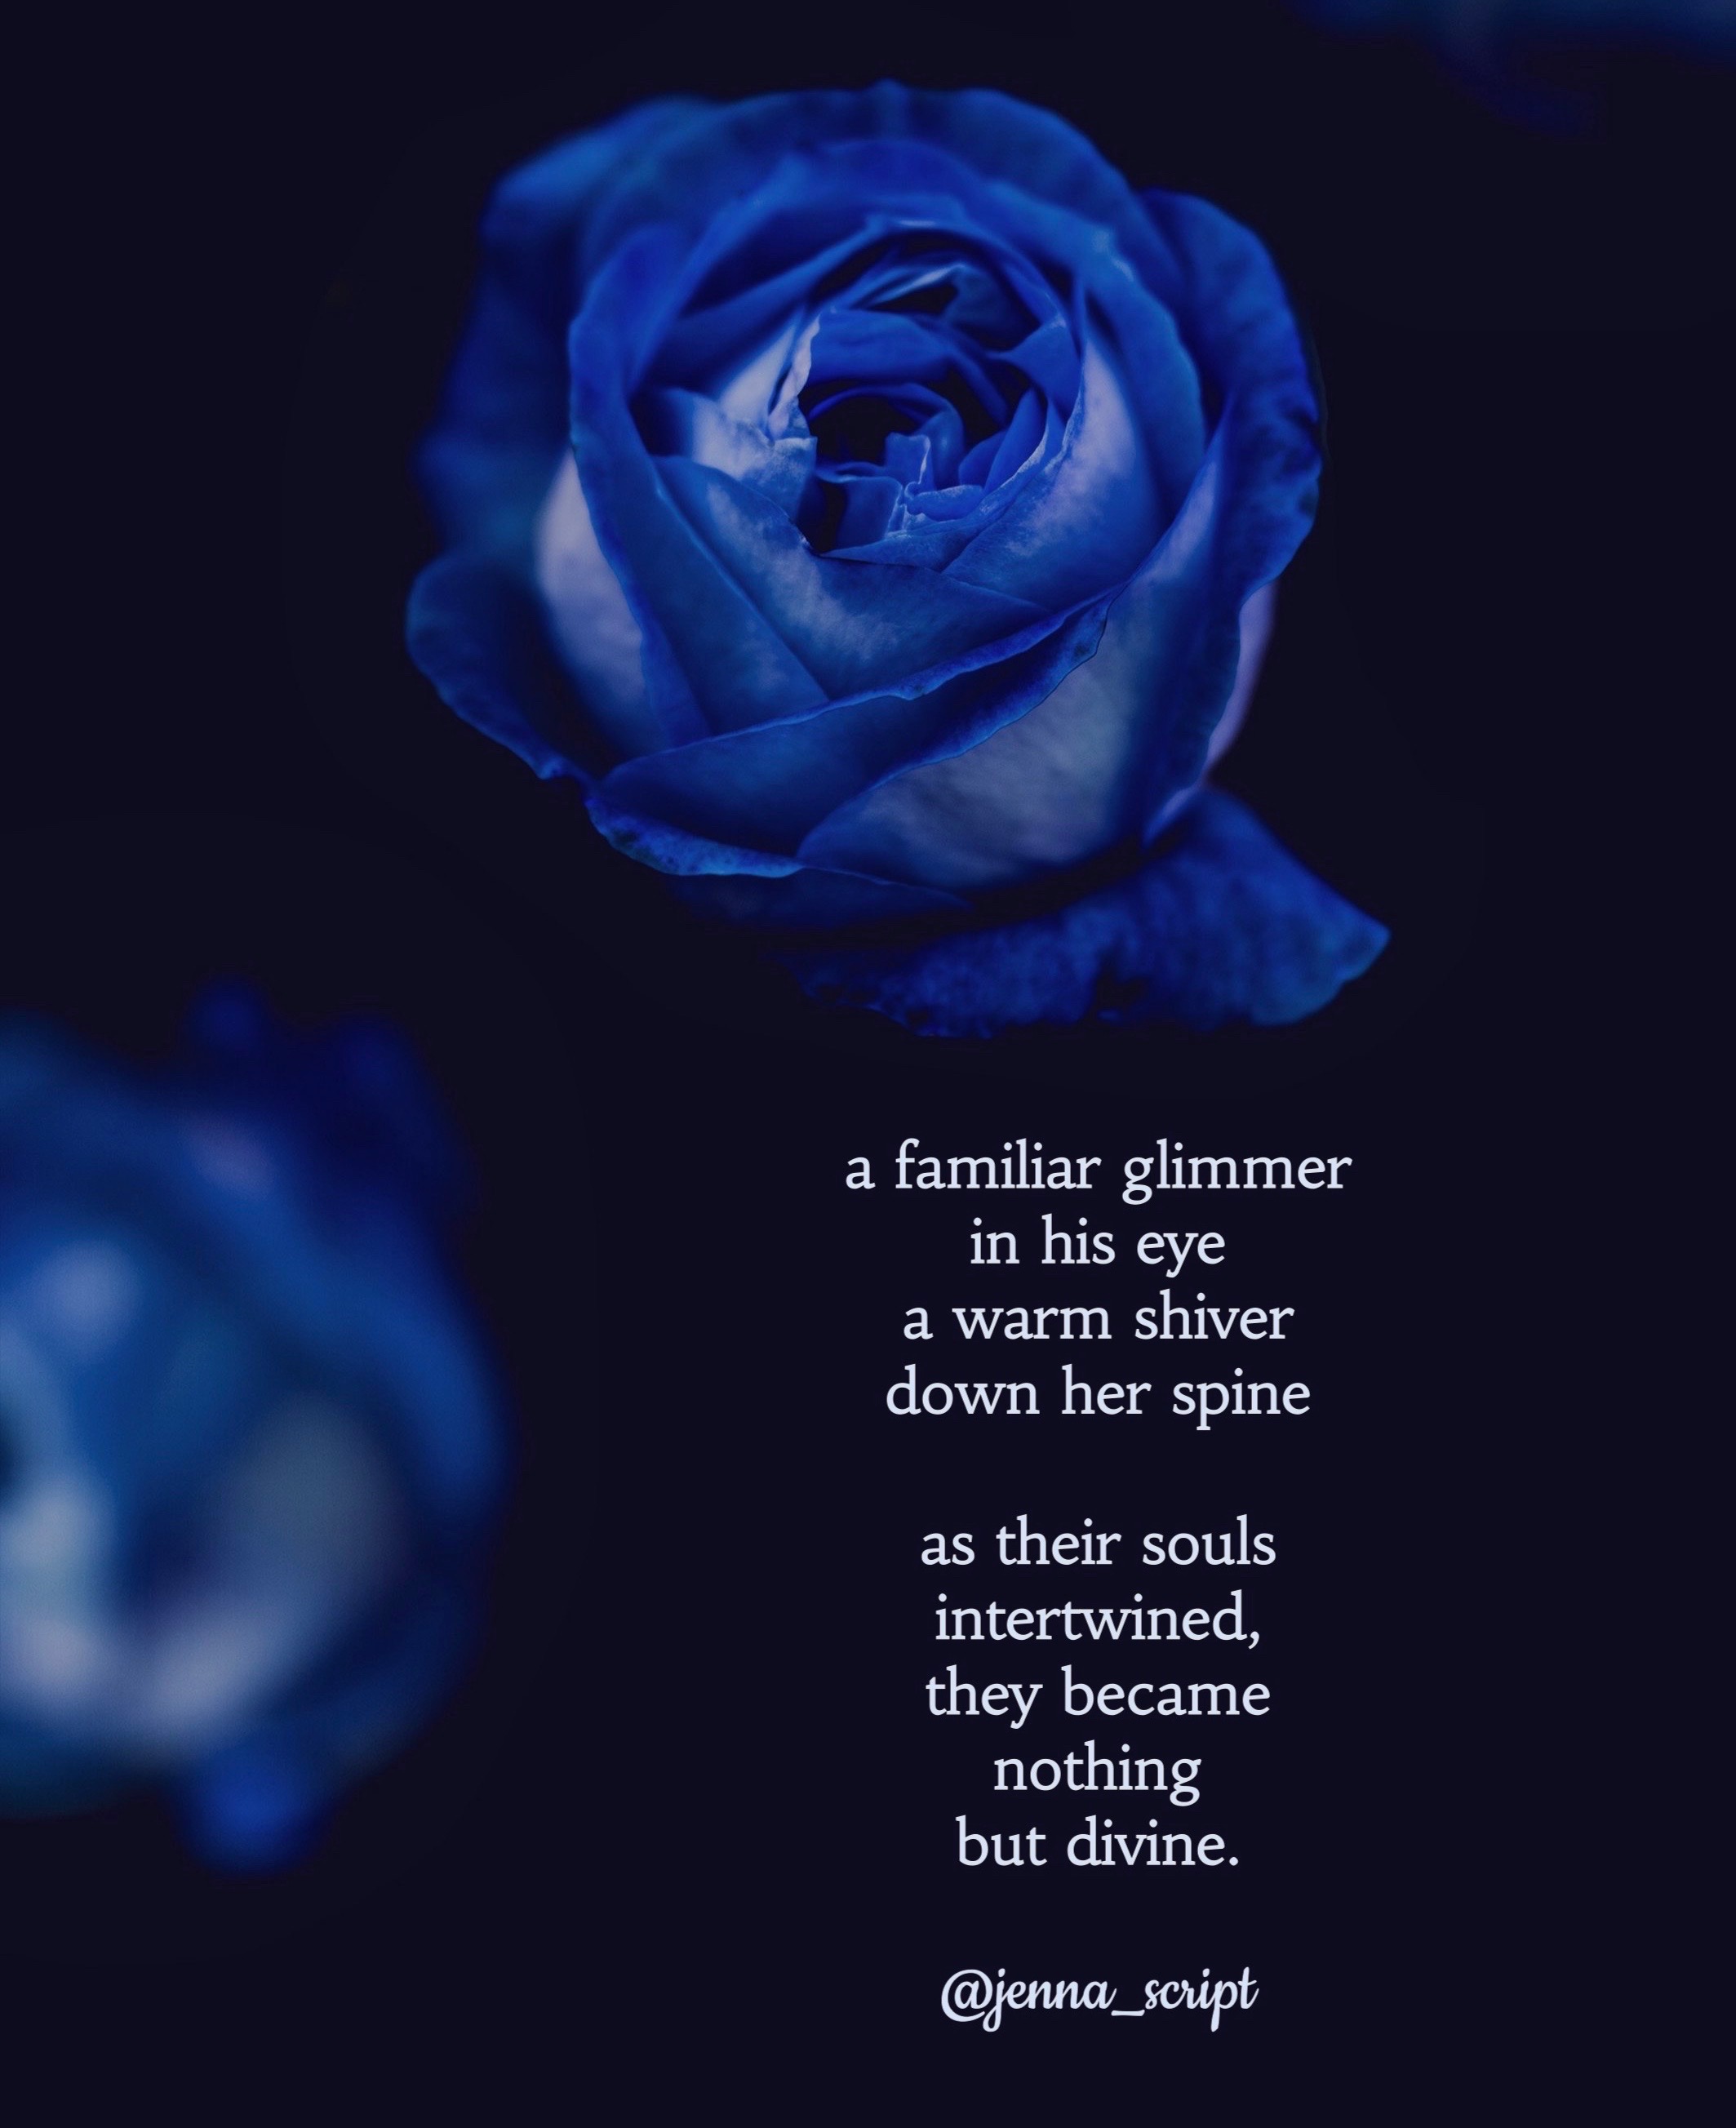 a familiar glimmer
in his eye
a warm shiver
down her spine
as their souls
intertwined,
they became
nothing
but divine.
@jenna_script